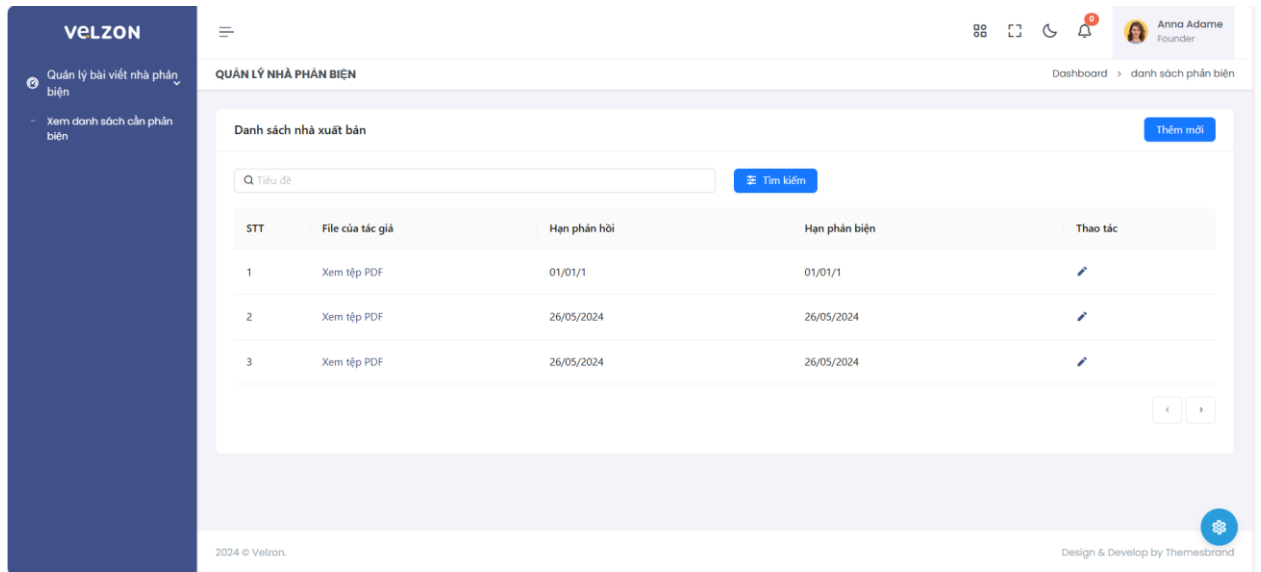 VELZON
0
Anna Adame
Founder
Quản lý bài viết nhà phản
biện
Xem danh sách cần phản
biện
QUẢN LÝ NHÀ PHẢN BIỆN
Dashboard > danh sách phản biện
Danh sách nhà xuất bản
Thêm mới
Tiêu đề
Tìm kiếm
STT File của tác giả Hạn phản hồi Hạn phản biện Thao tác
1 Xem tệp PDF 01/01/1 01/01/1
2 Xem tệp PDF 26/05/2024 26/05/2024
3 Xem tệp PDF 26/05/2024 26/05/2024
2024 © Velzon.
Design & Develop by Themesbrand